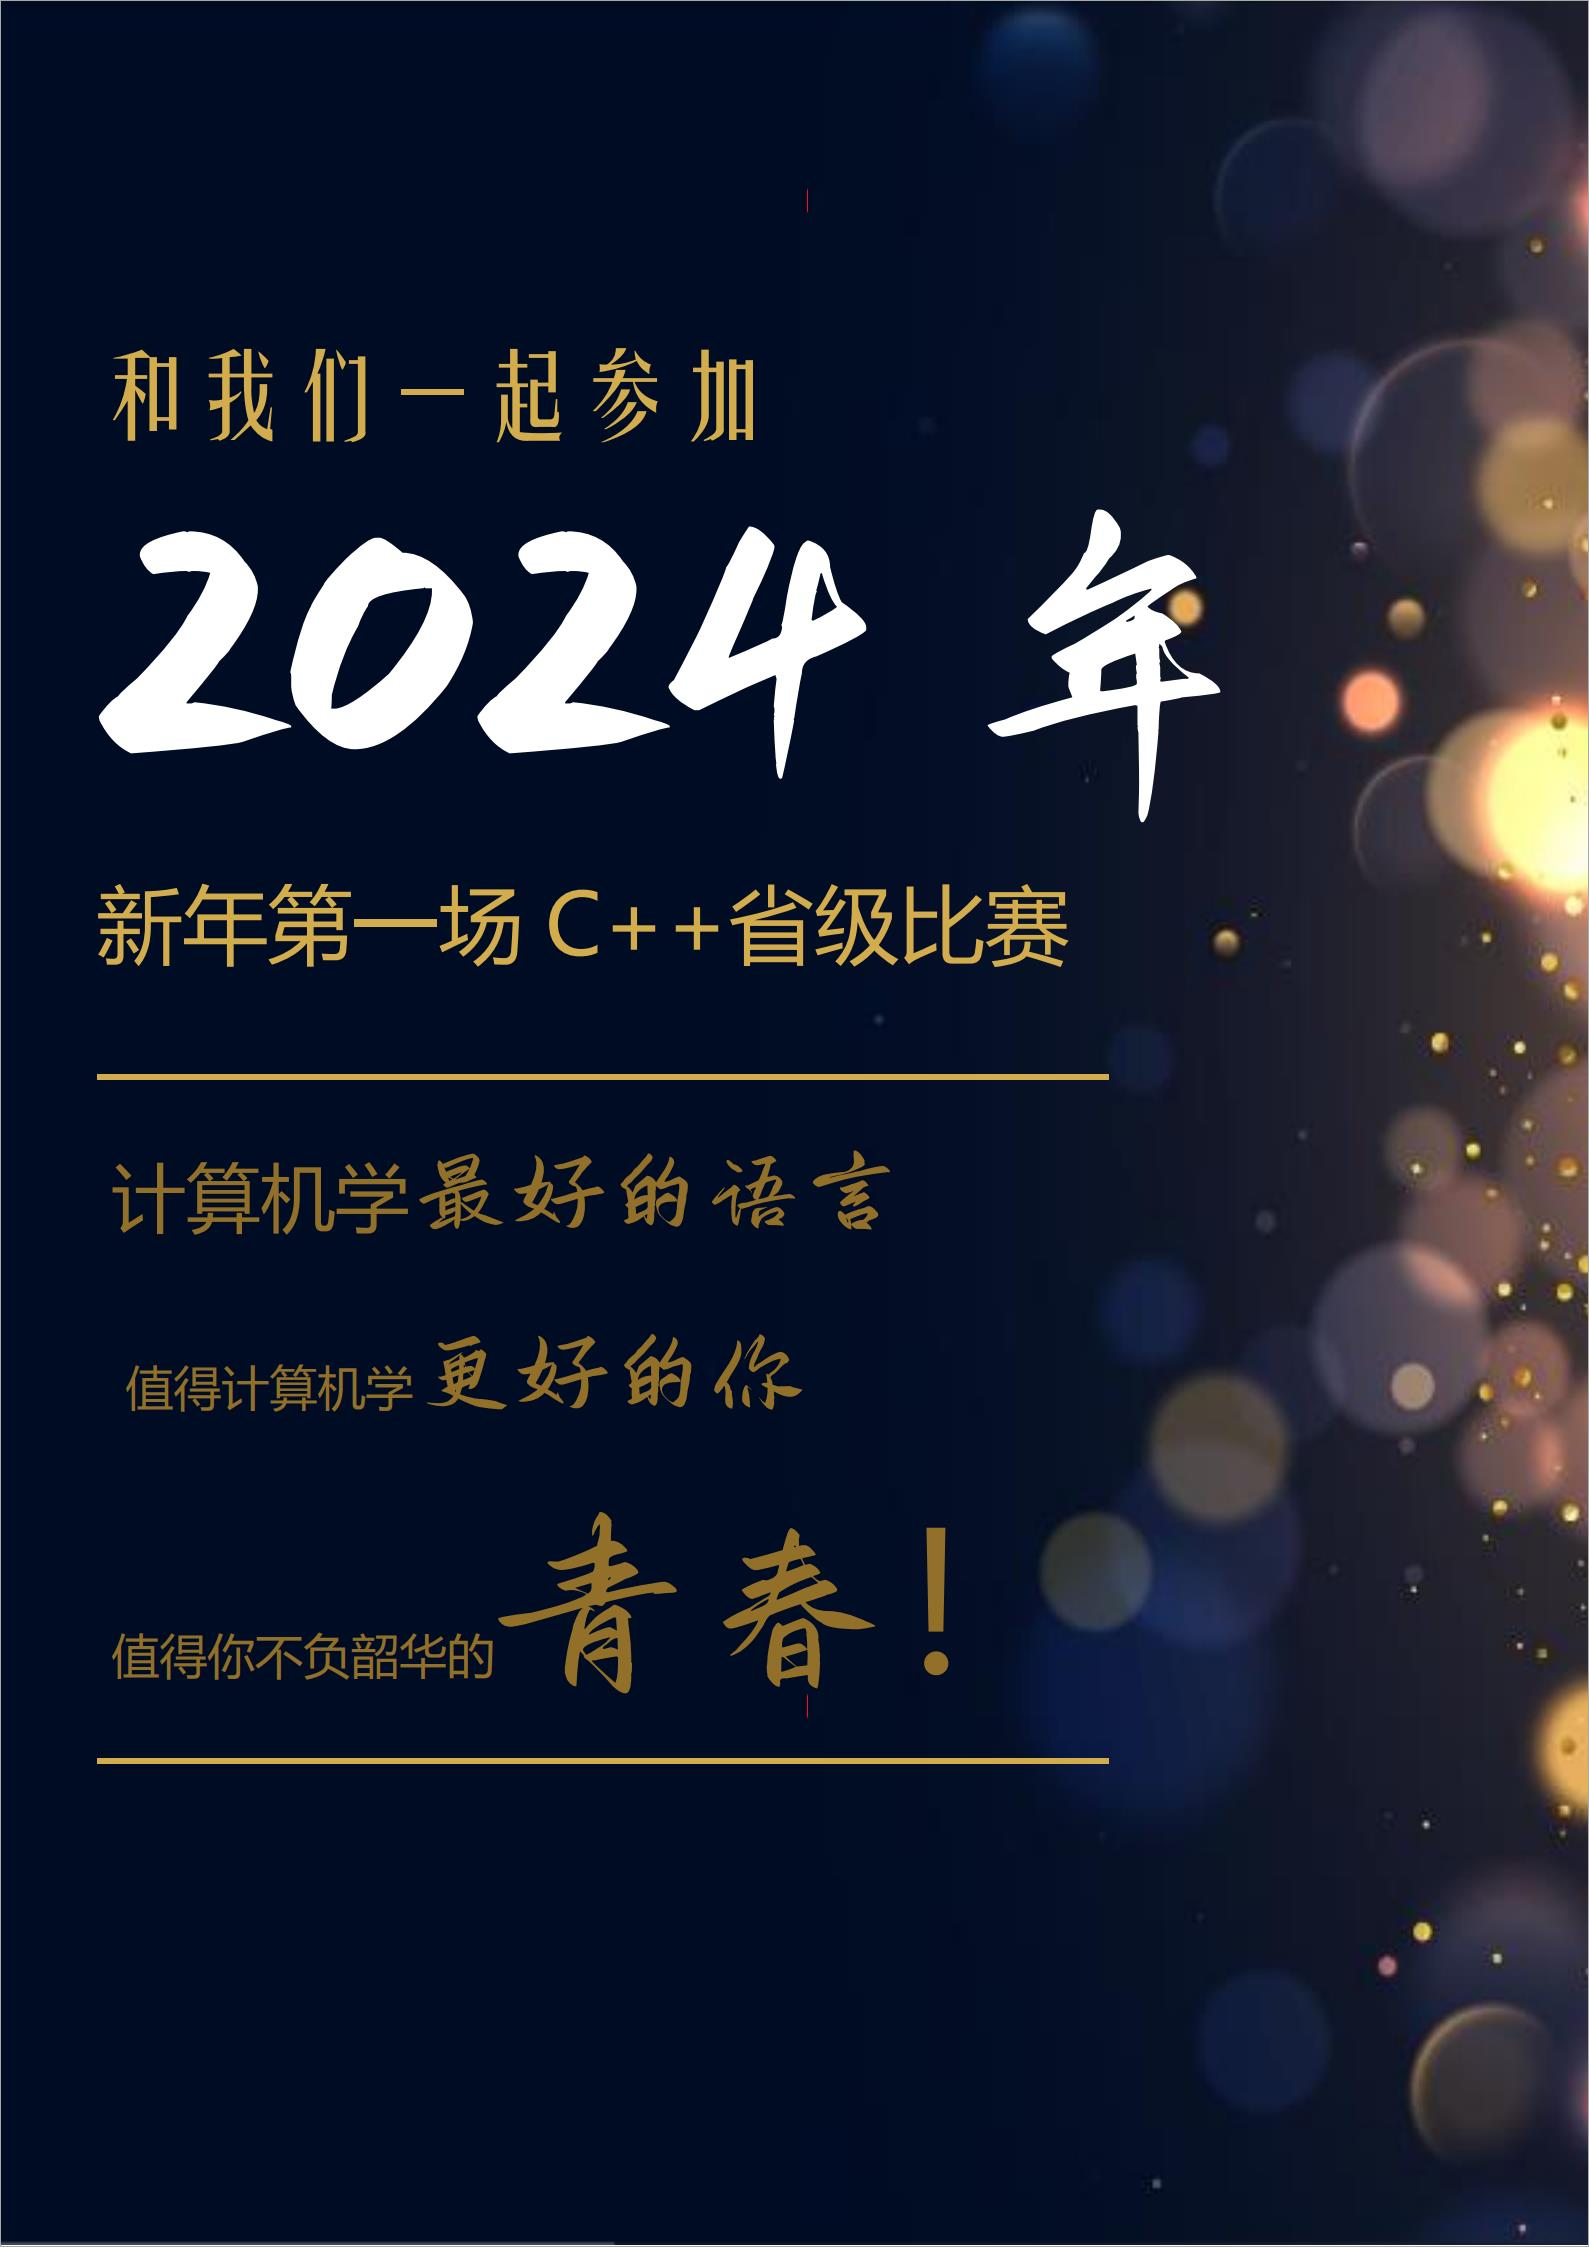 和我们一起参加
2024 年
新年第一场 C++省级比赛
计算机学最好的语言
值得计算机学更好的你
值得你不负韶华的青春！